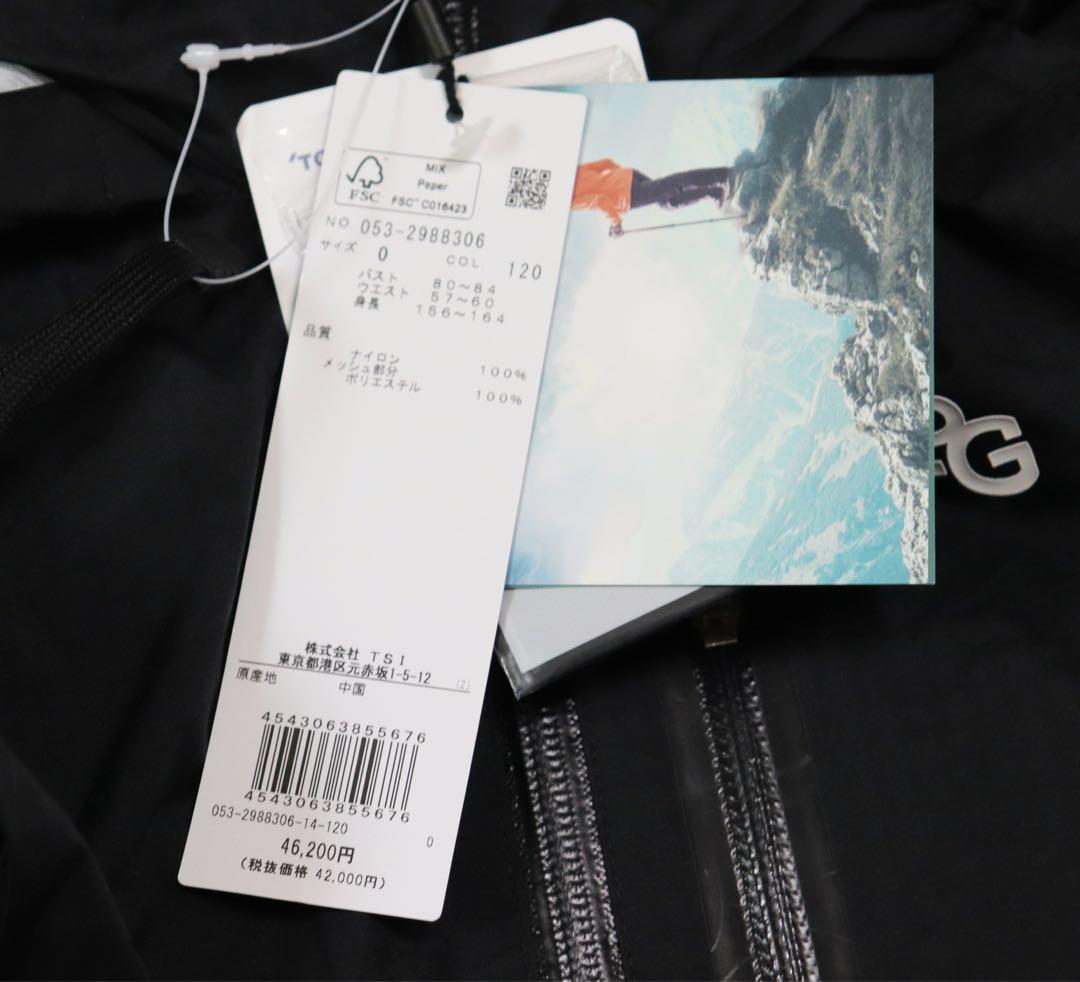 MIX
Paper
FSC™ C016423
FSC
NO 053-2988306
サイズ 0 COL. 120
バスト 80～84
ウエスト 57～60
身長 156～164
品質
ナイロン 100%
メッシュ部分
ポリエステル 100%
株式会社 TSI
東京都港区元赤坂1-5-12
(Z)
原産地 中国
4543063855676
4543063855676
053-2988306-14-120
0
46,200円
(税抜価格 42,000円)
G